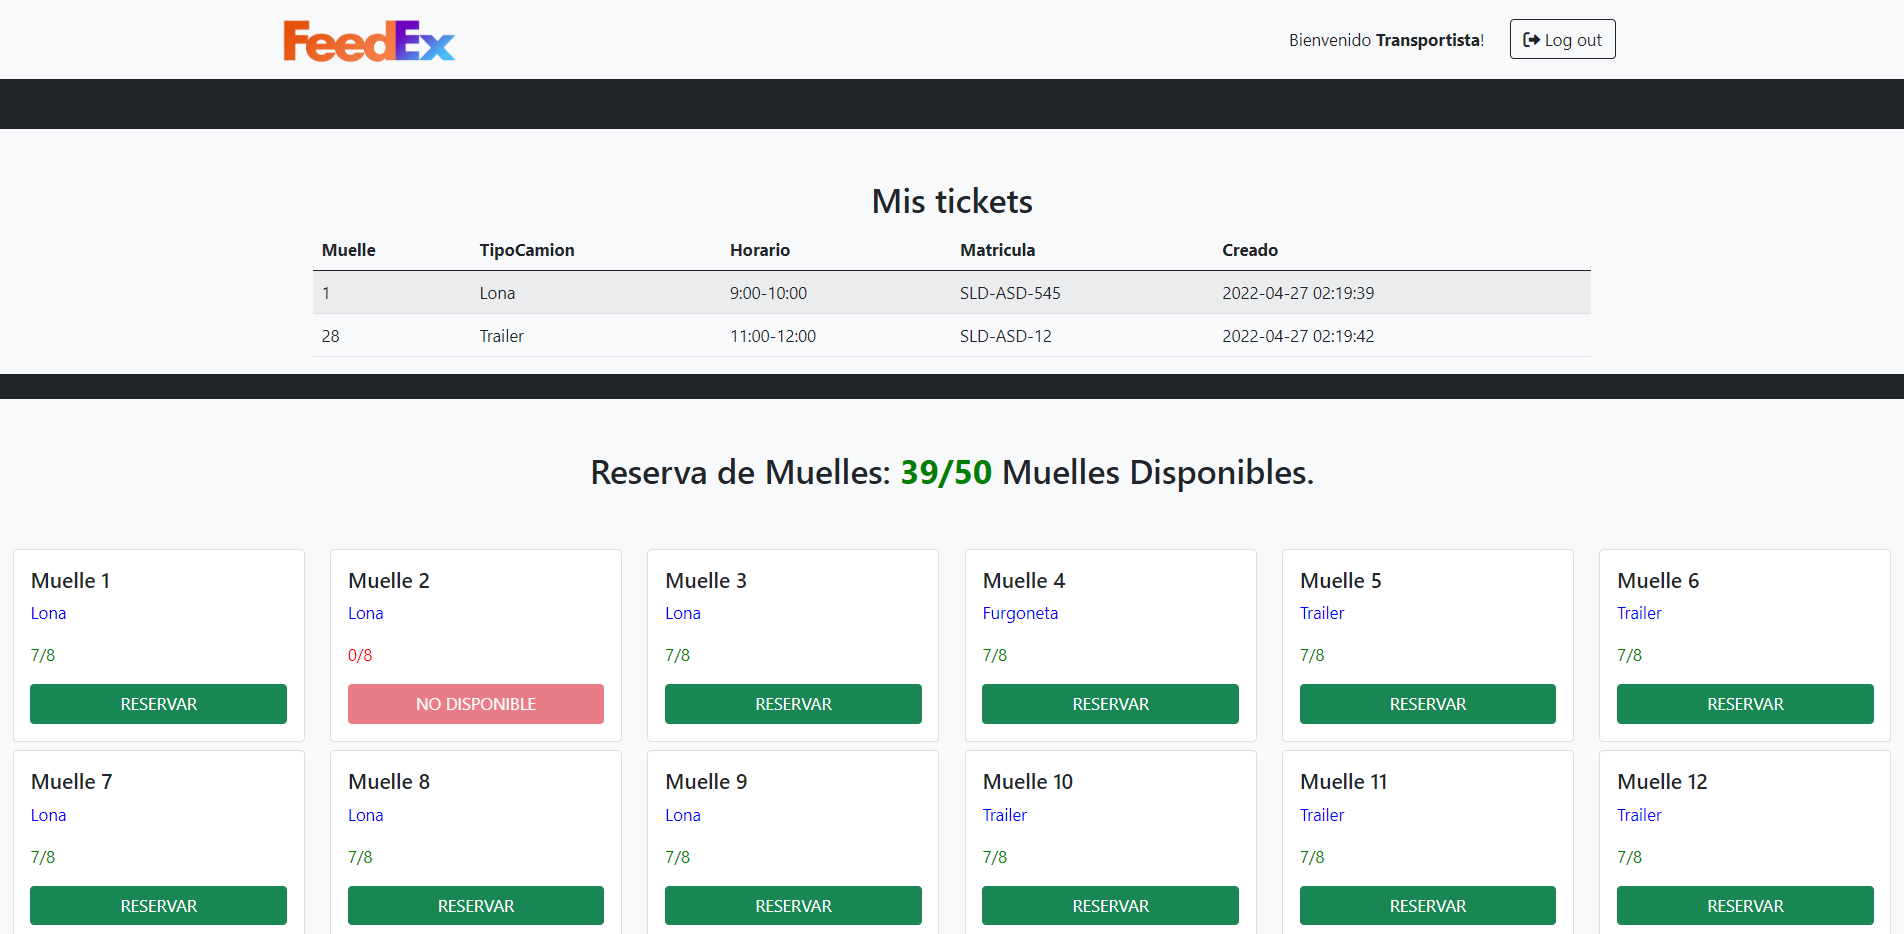 FeedEx
Bienvenido Transportista!
Log out
Mis tickets
Muelle TipoCamion Horario Matricula Creado
1 Lona 9:00-10:00 SLD-ASD-545 2022-04-27 02:19:39
28 Trailer 11:00-12:00 SLD-ASD-12 2022-04-27 02:19:42
Reserva de Muelles: 39/50 Muelles Disponibles.
Muelle 1
Lona
7/8
RESERVAR
Muelle 2
Lona
0/8
NO DISPONIBLE
Muelle 3
Lona
7/8
RESERVAR
Muelle 4
Furgoneta
7/8
RESERVAR
Muelle 5
Trailer
7/8
RESERVAR
Muelle 6
Trailer
7/8
RESERVAR
Muelle 7
Lona
7/8
RESERVAR
Muelle 8
Lona
7/8
RESERVAR
Muelle 9
Lona
7/8
RESERVAR
Muelle 10
Trailer
7/8
RESERVAR
Muelle 11
Trailer
7/8
RESERVAR
Muelle 12
Trailer
7/8
RESERVAR